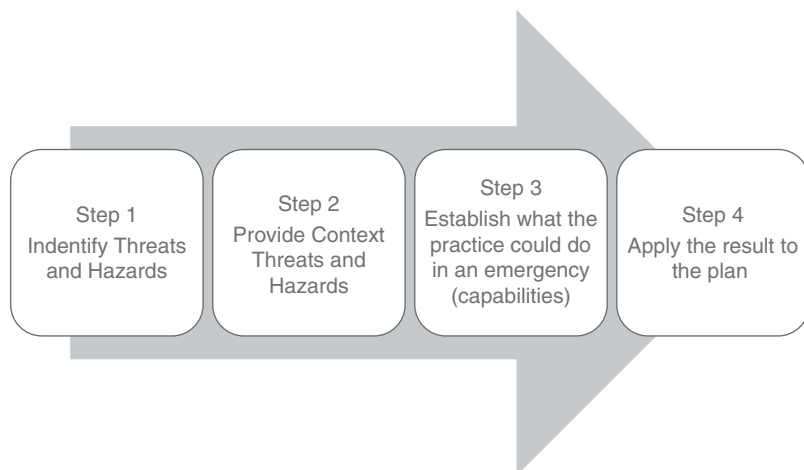 Step 1
Indentify Threats
and Hazards
Step 2
Provide Context
Threats and
Hazards
Step 3
Establish what the
practice could do
in an emergency
(capabilities)
Step 4
Apply the result to
the plan